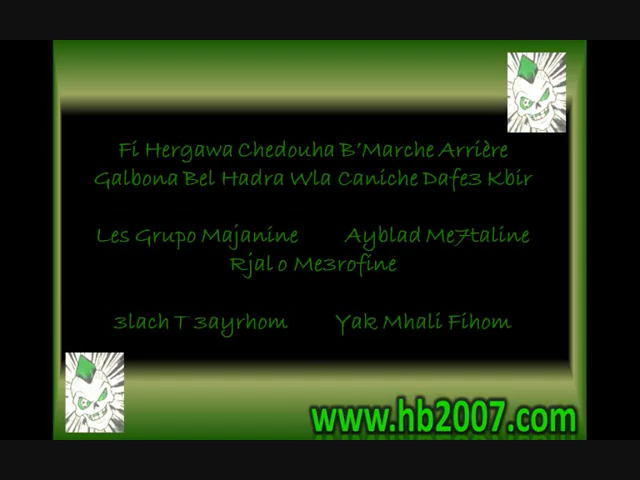 Fi Hergawa Chedouha B'Marche Arrière
Galbona Bel Hadra Wla Caniche Dafe3 Kbir
Les Grupo Majanine Ayblad Me7taline
Rjal o Me3rofine
3lach T 3ayrhom Yak Mhali Fihom
www.hb2007.com